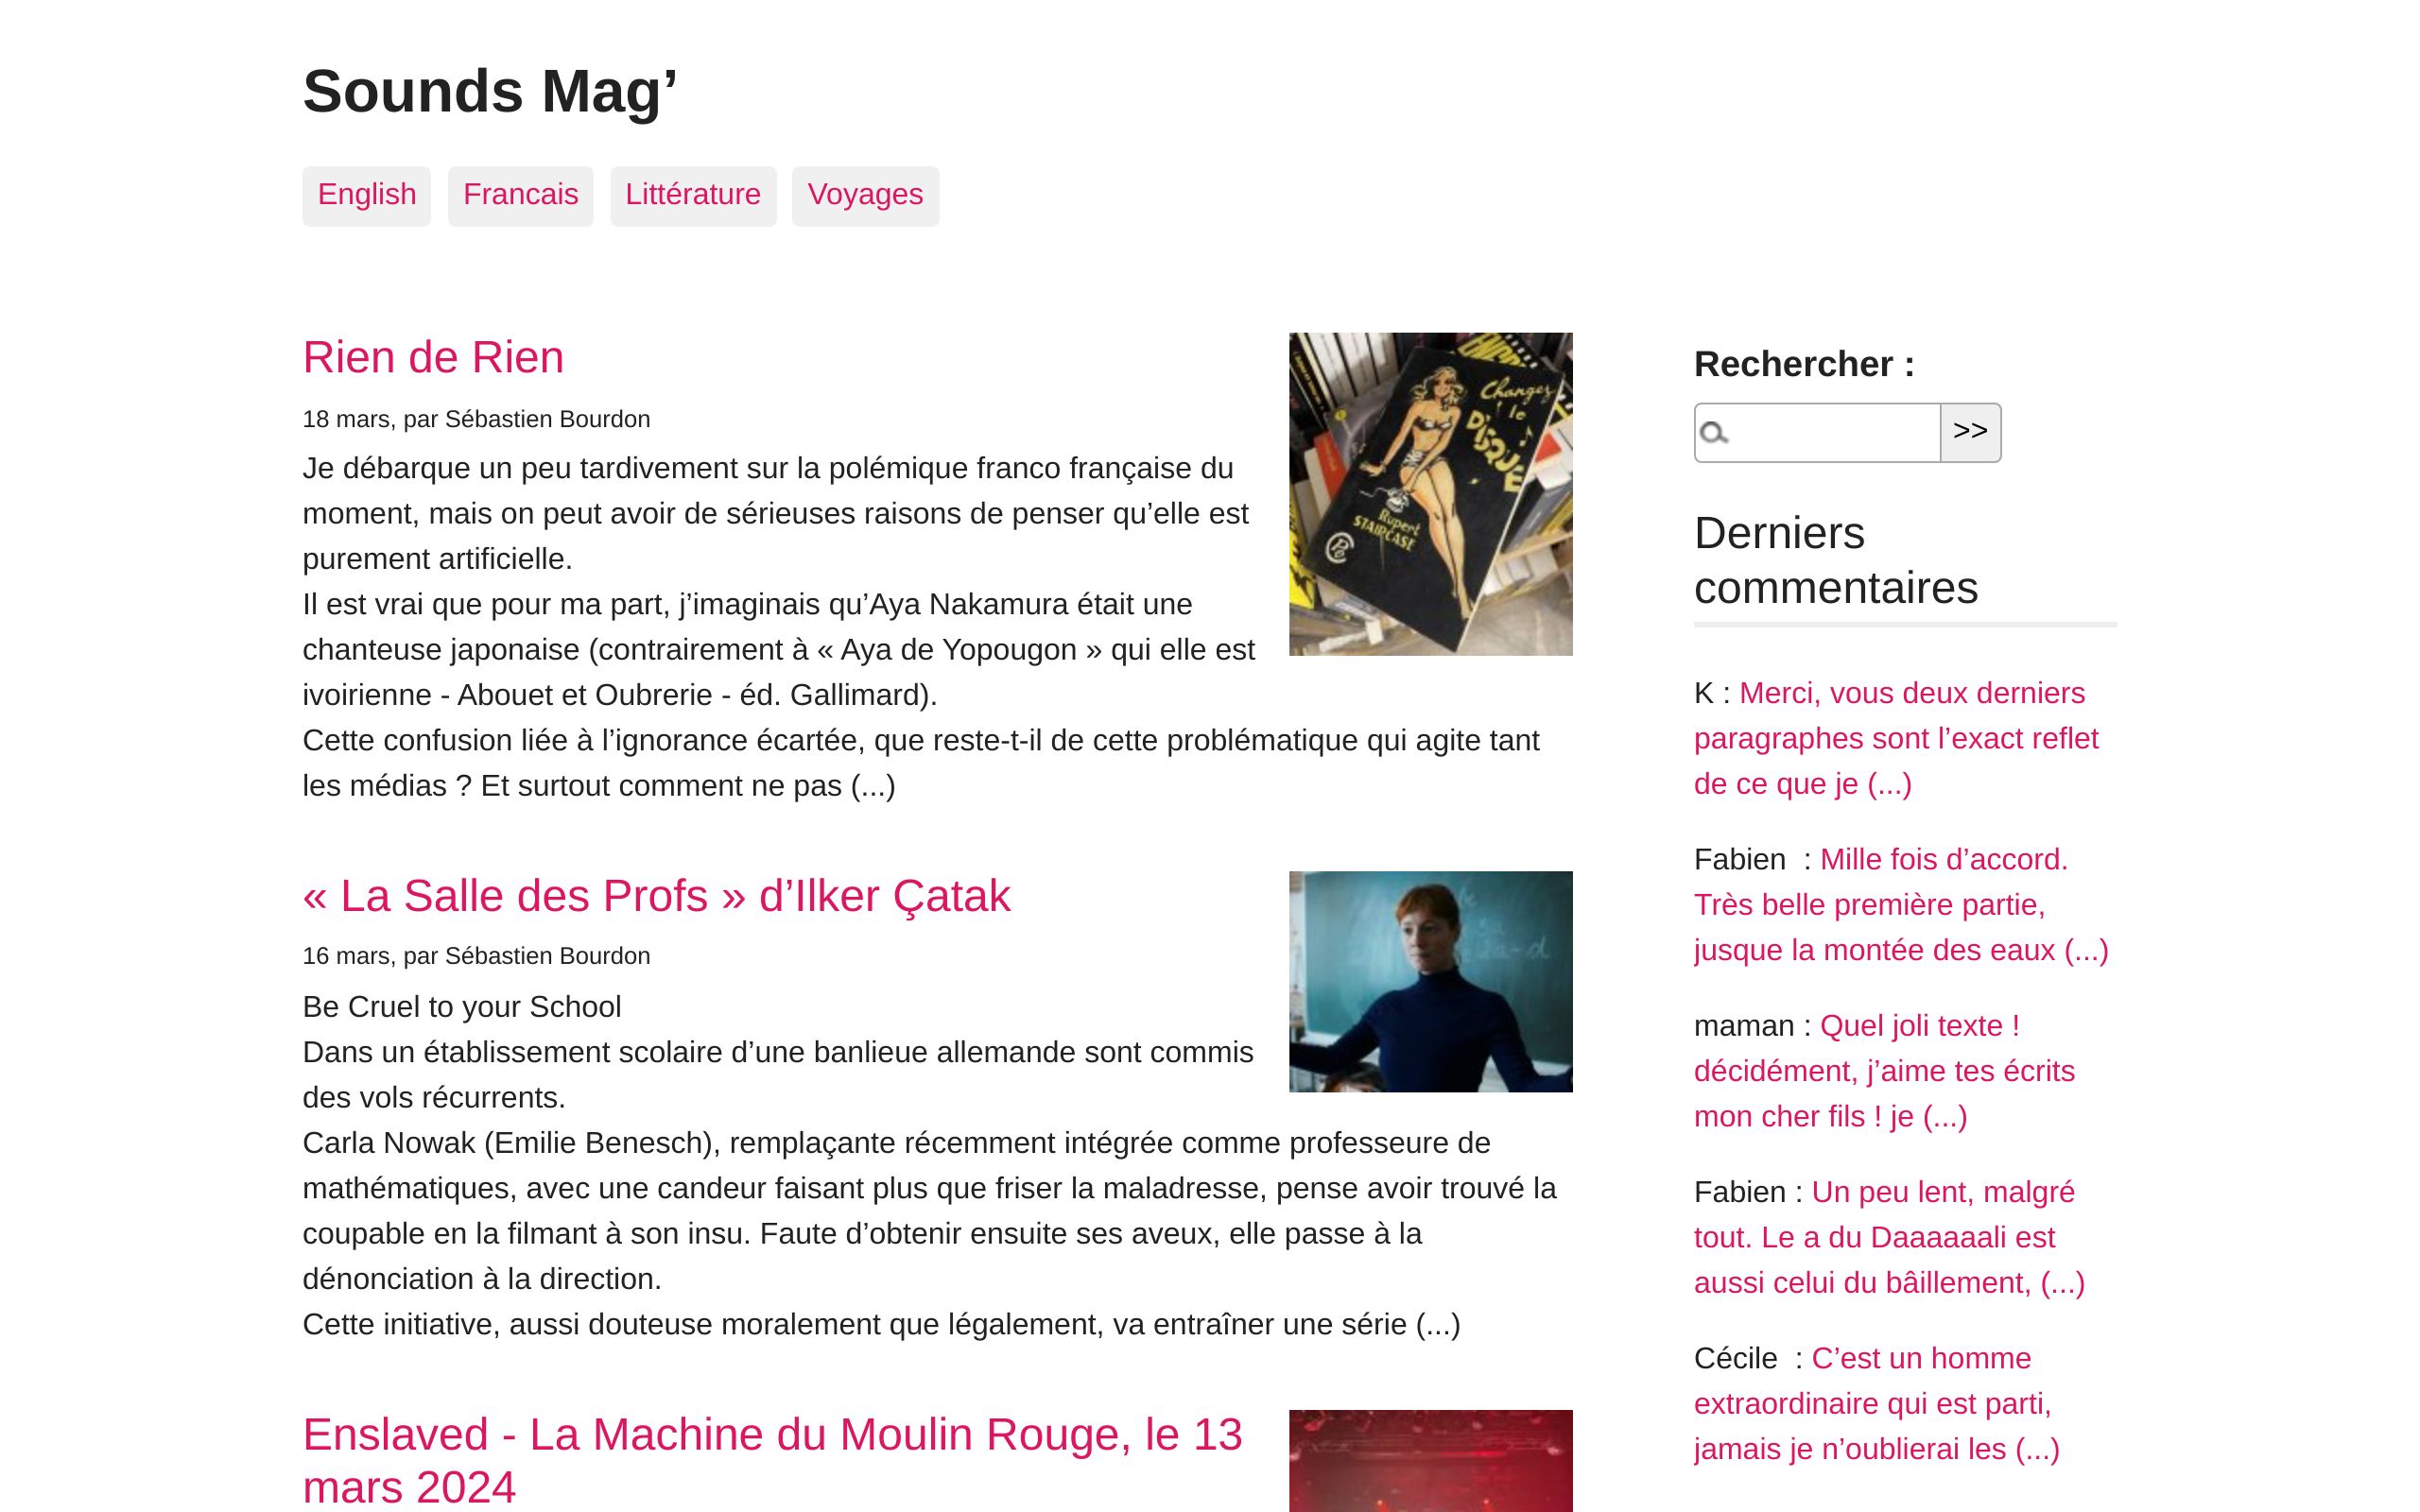 Sounds Mag’
English
Francais
Littérature
Voyages
Rien de Rien
18 mars, par Sébastien Bourdon
Je débarque un peu tardivement sur la polémique franco française du
moment, mais on peut avoir de sérieuses raisons de penser qu’elle est
purement artificielle.
Il est vrai que pour ma part, j’imaginais qu’Aya Nakamura était une
chanteuse japonaise (contrairement à « Aya de Yopougon » qui elle est
ivoirienne - Abouet et Oubrerie - éd. Gallimard).
Cette confusion liée à l’ignorance écartée, que reste-t-il de cette problématique qui agite tant
les médias ? Et surtout comment ne pas (...)
Changez
le
DISQUE
Rupert
STAIRCASE
« La Salle des Profs » d’Ilker Çatak
16 mars, par Sébastien Bourdon
Be Cruel to your School
Dans un établissement scolaire d’une banlieue allemande sont commis
des vols récurrents.
Carla Nowak (Emilie Benesch), remplaçante récemment intégrée comme professeure de
mathématiques, avec une candeur faisant plus que friser la maladresse, pense avoir trouvé la
coupable en la filmant à son insu. Faute d’obtenir ensuite ses aveux, elle passe à la
dénonciation à la direction.
Cette initiative, aussi douteuse moralement que légalement, va entraîner une série (...)
Enslaved - La Machine du Moulin Rouge, le 13
mars 2024
Rechercher :
>>
Derniers
commentaires
K : Merci, vous deux derniers
paragraphes sont l’exact reflet
de ce que je (...)
Fabien  : Mille fois d’accord.
Très belle première partie,
jusque la montée des eaux (...)
maman : Quel joli texte !
décidément, j’aime tes écrits
mon cher fils ! je (...)
Fabien : Un peu lent, malgré
tout. Le a du Daaaaaali est
aussi celui du bâillement, (...)
Cécile  : C’est un homme
extraordinaire qui est parti,
jamais je n’oublierai les (...)